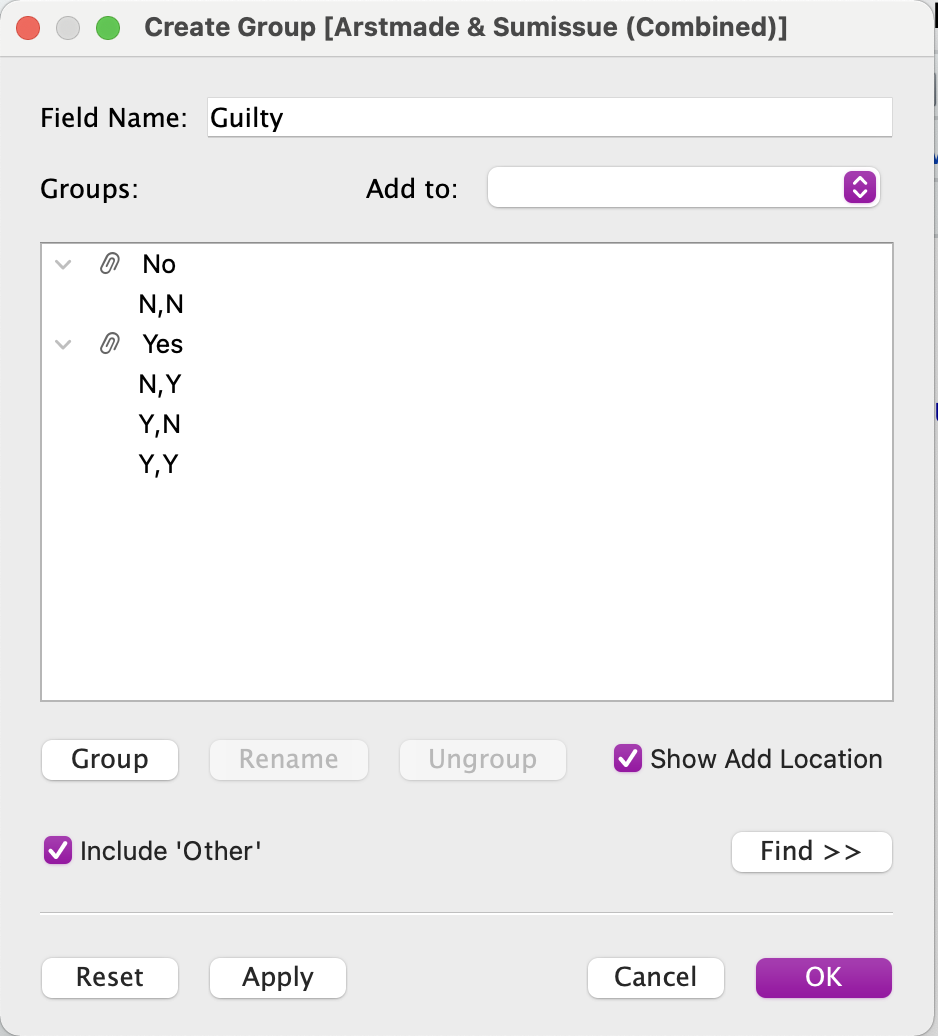 Create Group [Arstmade & Sumissue (Combined)]
Field Name: Guilty
Groups: Add to:
No
N,N
Yes
N,Y
Y,N
Y,Y
Group Rename Ungroup Show Add Location
Include 'Other' Find >>
Reset Apply Cancel OK